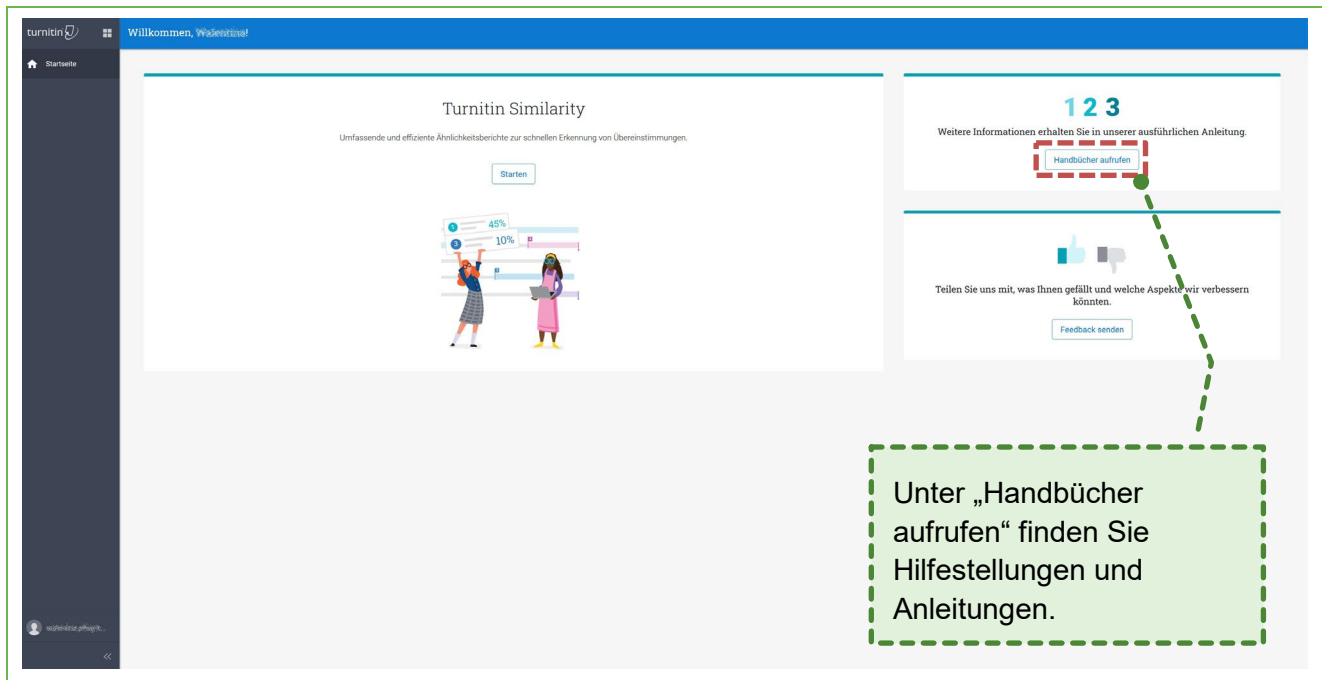 turnitin
Willkommen,
Startseite
Turnitin Similarity
Umfassende und effiziente Ähnlichkeitsberichte zur schnellen Erkennung von Übereinstimmungen.
Starten
1 45%
3 10%
1 2 3
Weitere Informationen erhalten Sie in unserer ausführlichen Anleitung.
Handbücher aufrufen
Teilen Sie uns mit, was Ihnen gefällt und welche Aspekte wir verbessern
könnten.
Feedback senden
Unter „Handbücher
aufrufen“ finden Sie
Hilfestellungen und
Anleitungen.